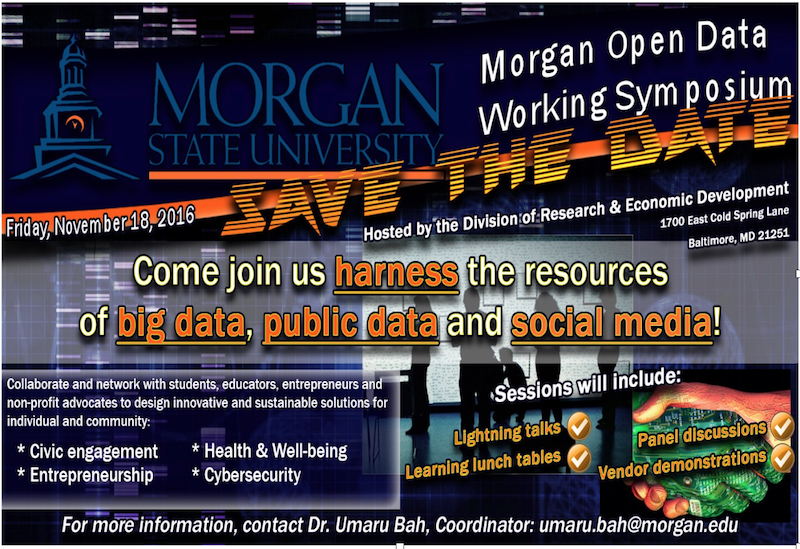 MORGAN
STATE UNIVERSITY
Morgan Open Data
Working Symposium
SAVE THE DATE
Friday, November 18, 2016
Hosted by the Division of Research & Economic Development
1700 East Cold Spring Lane
Baltimore, MD 21251
Come join us harness the resources
of big data, public data and social media!
Collaborate and network with students, educators, entrepreneurs and
non-profit advocates to design innovative and sustainable solutions for
individual and community:
* Civic engagement
* Entrepreneurship
* Health & Well-being
* Cybersecurity
Sessions will include:
Lightning talks
Learning lunch tables
Panel discussions
Vendor demonstrations
For more information, contact Dr. Umaru Bah, Coordinator: umaru.bah@morgan.edu